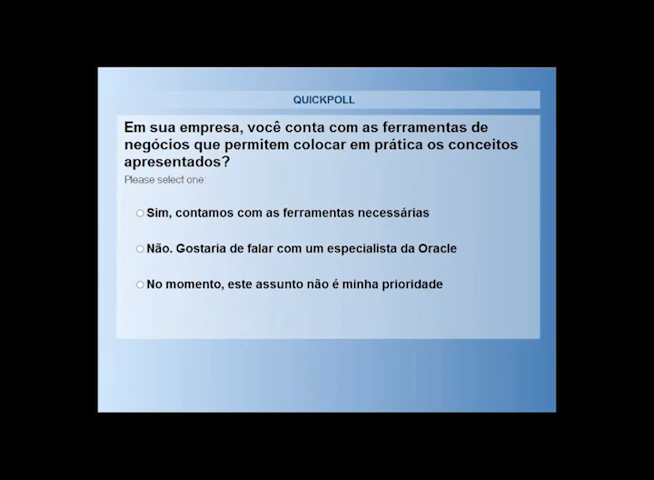 QUICKPOLL
Em sua empresa, você conta com as ferramentas de
negócios que permitem colocar em prática os conceitos
apresentados?
Please select one:
Sim, contamos com as ferramentas necessárias
Não. Gostaria de falar com um especialista da Oracle
No momento, este assunto não é minha prioridade